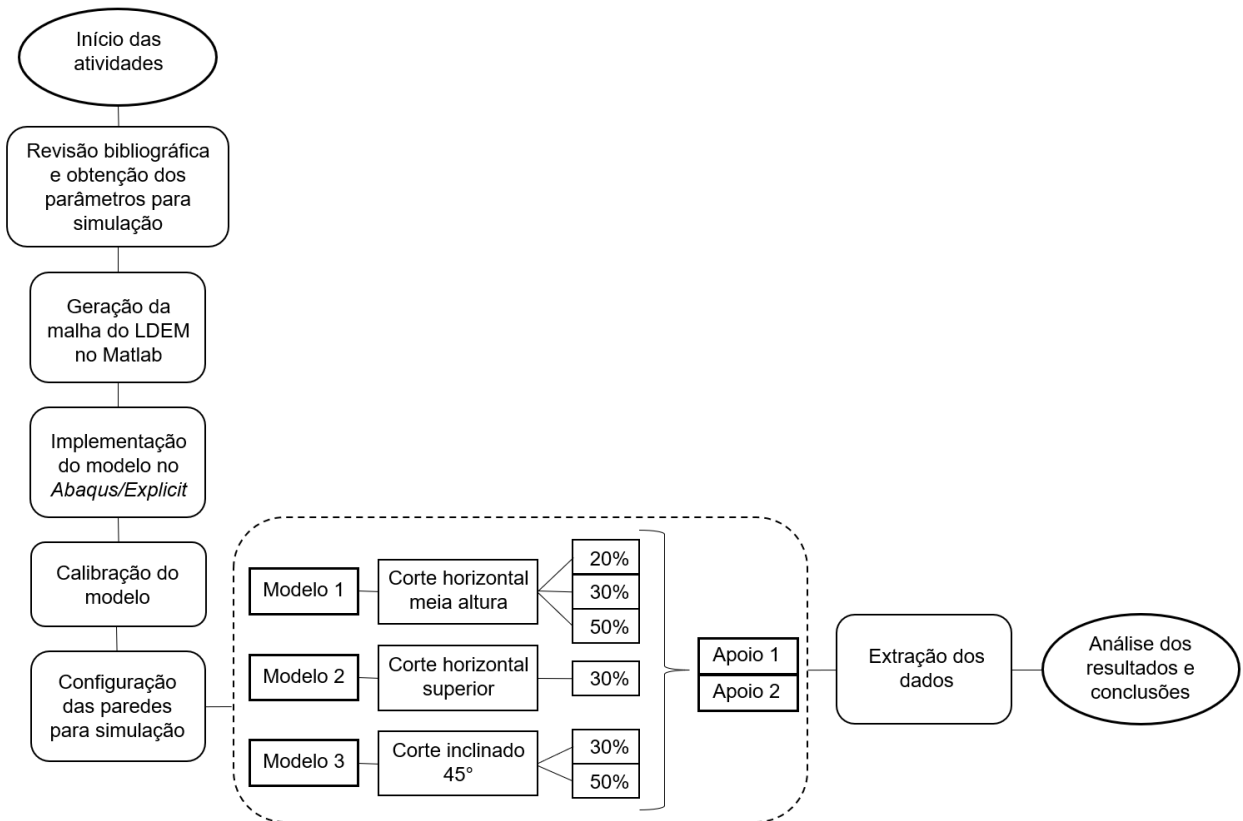 Início das
atividades
Revisão bibliográfica
e obtenção dos
parâmetros para
simulação
Geração da
malha do LDEM
no Matlab
Implementação
do modelo no
Abaqus/Explicit
Calibração do
modelo
Configuração
das paredes
para simulação
Modelo 1
Corte horizontal
meia altura
20%
30%
50%
Modelo 2
Corte horizontal
superior
30%
Modelo 3
Corte inclinado
45°
30%
50%
Apoio 1
Apoio 2
Extração dos
dados
Análise dos
resultados e
conclusões